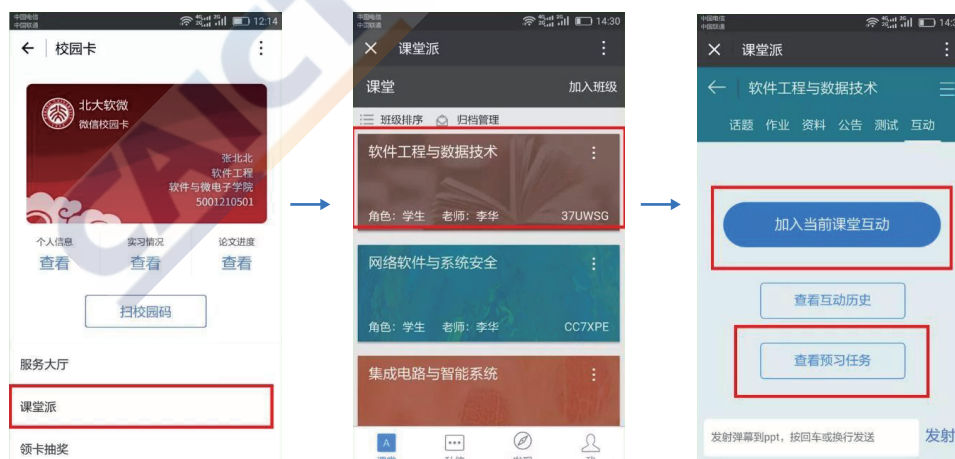 中国电信
中国联通
12:14
校园卡
北大软微
微信校园卡
张北北
软件工程
软件与微电子学院
5001210501
个人信息 实习情况 论文进度
查看 查看 查看
扫校园码
服务大厅
课堂派
领卡抽奖
中国电信
中国联通
14:30
课堂派
课堂 加入班级
班级排序 归档管理
软件工程与数据技术
角色：学生 老师：李华 37UWSG
网络软件与系统安全
角色：学生 老师：李华 CC7XPE
集成电路与智能系统
A
中国电信
中国联通
课堂派
软件工程与数据技术
话题 作业 资料 公告 测试 互动
加入当前课堂互动
查看互动历史
查看预习任务
发射弹幕到ppt，按回车或换行发送 发射
CAICT